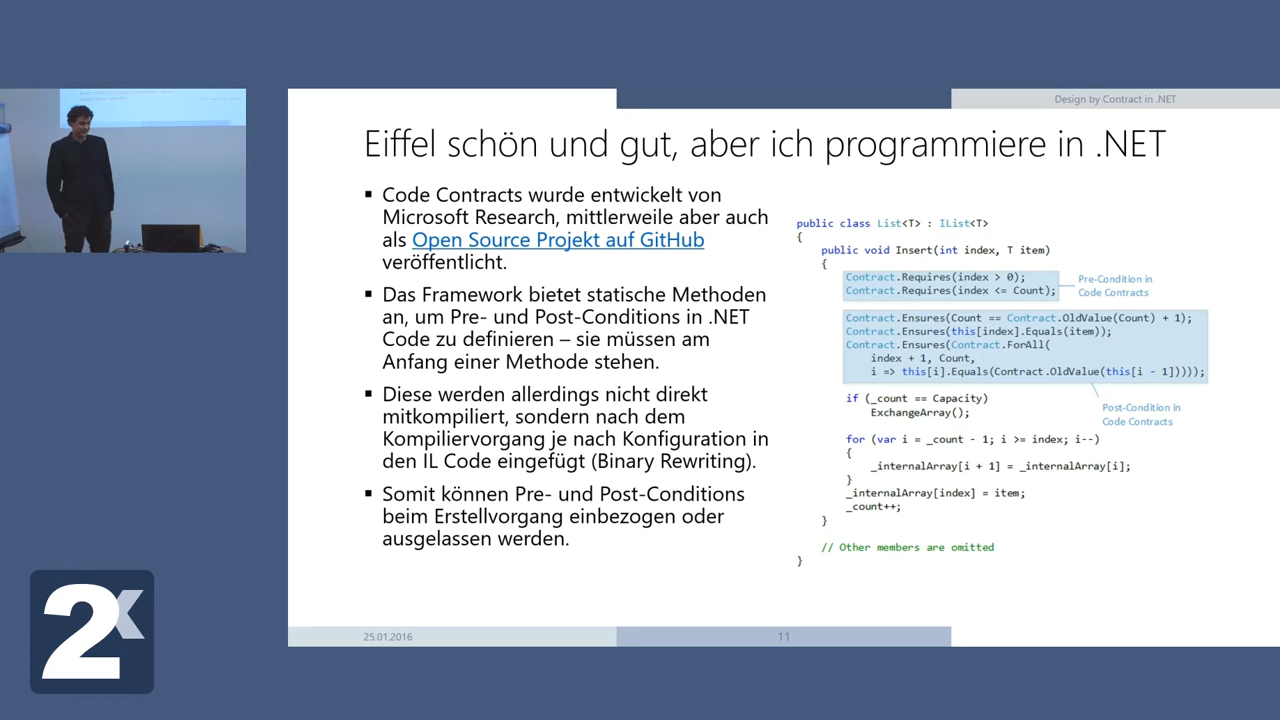 Design by Contract in .NET
Eiffel schön und gut, aber ich programmiere in .NET
▪ Code Contracts wurde entwickelt von
Microsoft Research, mittlerweile aber auch
als Open Source Projekt auf GitHub
veröffentlicht.
▪ Das Framework bietet statische Methoden
an, um Pre- und Post-Conditions in .NET
Code zu definieren – sie müssen am
Anfang einer Methode stehen.
▪ Diese werden allerdings nicht direkt
mitkompiliert, sondern nach dem
Kompiliervorgang je nach Konfiguration in
den IL Code eingefügt (Binary Rewriting).
▪ Somit können Pre- und Post-Conditions
beim Erstellvorgang einbezogen oder
ausgelassen werden.
public class List<T> : IList<T>
{
public void Insert(int index, T item)
{
Contract.Requires(index > 0);
Contract.Requires(index <= Count);
Pre-Condition in
Code Contracts
Contract.Ensures(Count == Contract.OldValue(Count) + 1);
Contract.Ensures(this[index].Equals(item));
Contract.Ensures(Contract.ForAll(
index + 1, Count,
i => this[i].Equals(Contract.OldValue(this[i - 1]))));
Post-Condition in
Code Contracts
if (_count == Capacity)
ExchangeArray();
for (var i = _count - 1; i >= index; i--)
{
_internalArray[i + 1] = _internalArray[i];
}
_internalArray[index] = item;
_count++;
}
// Other members are omitted
}
25.01.2016
11
2x